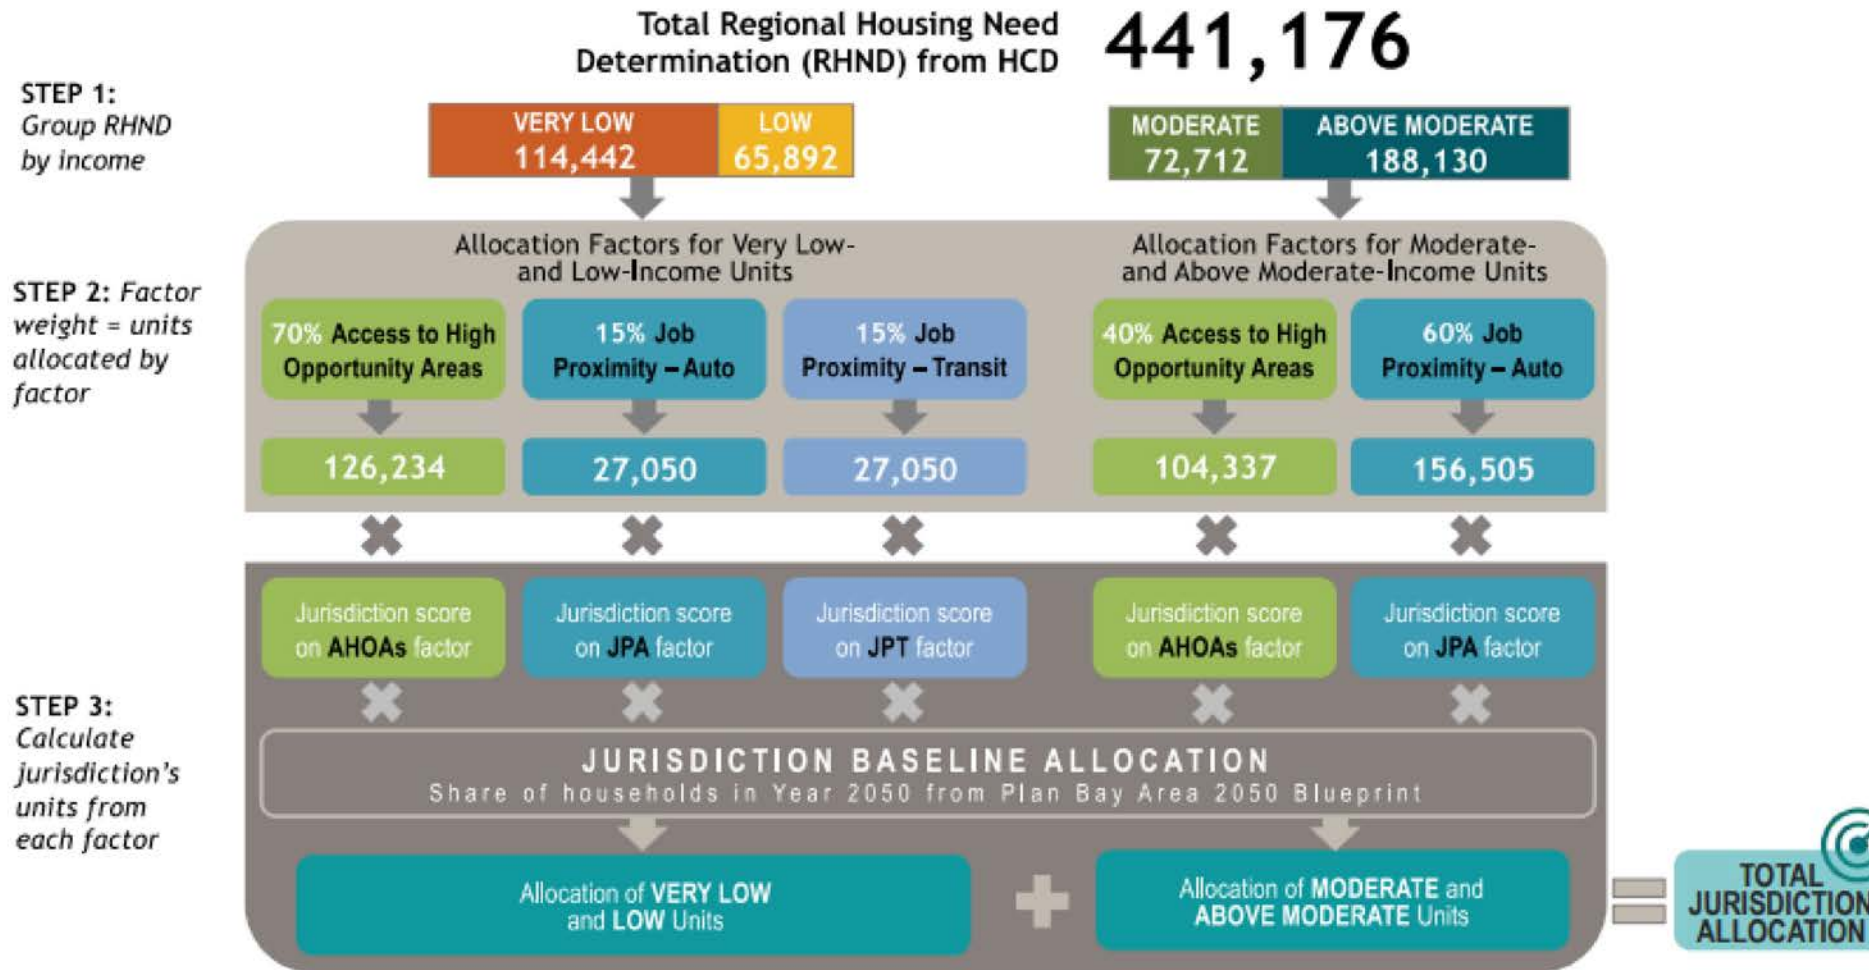 Total Regional Housing Need
Determination (RHND) from HCD
441,176
STEP 1:
Group RHND
by income
VERY LOW
114,442
LOW
65,892
MODERATE
72,712
ABOVE MODERATE
188,130
STEP 2: Factor
weight = units
allocated by
factor
Allocation Factors for Very Low-
and Low-Income Units
Allocation Factors for Moderate-
and Above Moderate-Income Units
70% Access to High
Opportunity Areas
15% Job
Proximity – Auto
15% Job
Proximity – Transit
40% Access to High
Opportunity Areas
60% Job
Proximity – Auto
126,234
27,050
27,050
104,337
156,505
STEP 3:
Calculate
jurisdiction's
units from
each factor
Jurisdiction score
on AHOAs factor
Jurisdiction score
on JPA factor
Jurisdiction score
on JPT factor
Jurisdiction score
on AHOAs factor
Jurisdiction score
on JPA factor
JURISDICTION BASELINE ALLOCATION
Share of households in Year 2050 from Plan Bay Area 2050 Blueprint
Allocation of VERY LOW
and LOW Units
Allocation of MODERATE and
ABOVE MODERATE Units
TOTAL
JURISDICTION
ALLOCATION